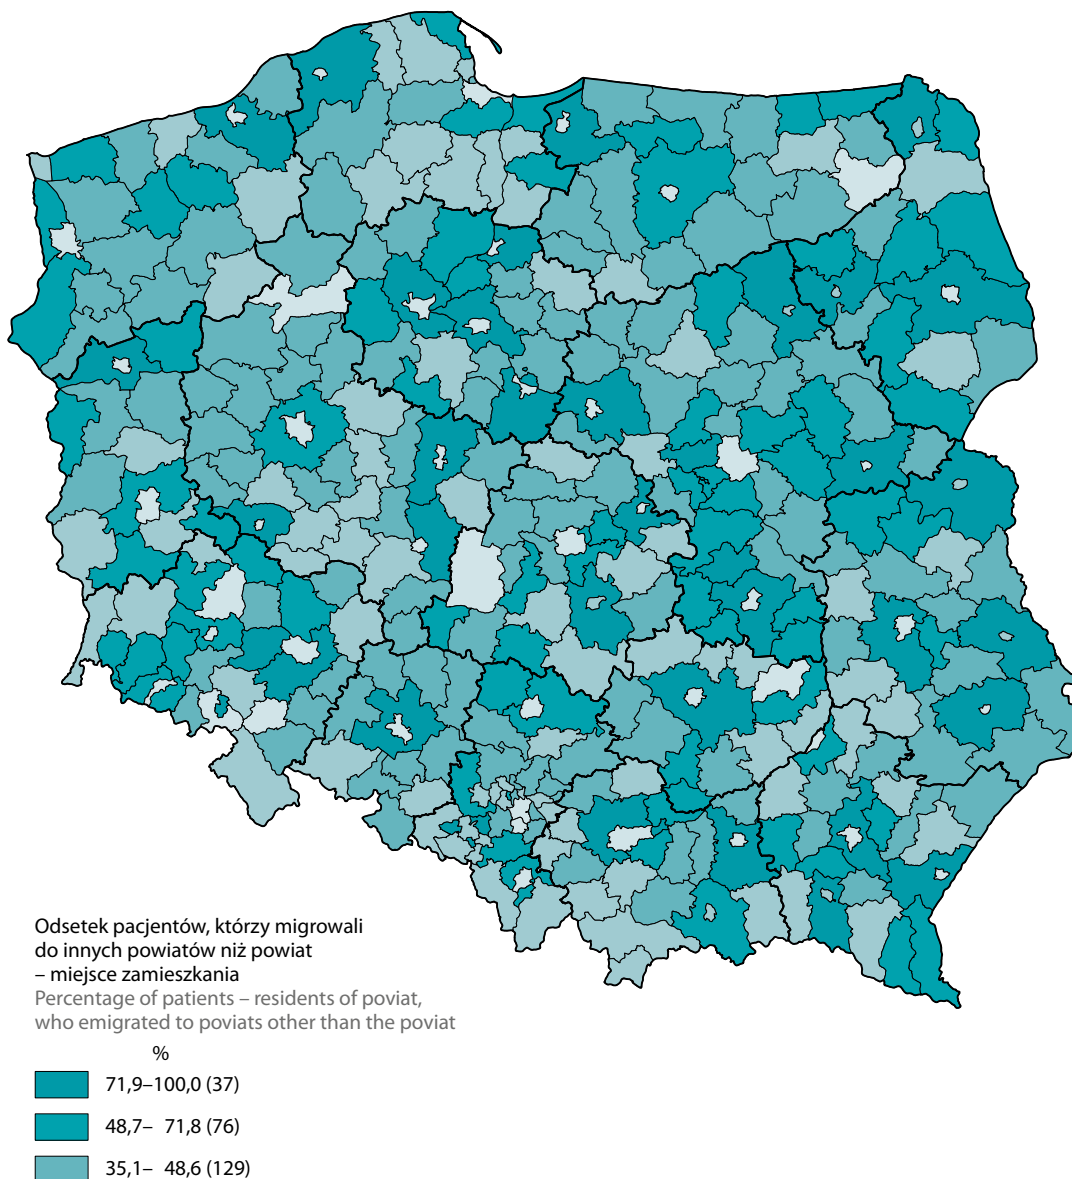 Odsetek pacjentów, którzy migrowali
do innych powiatów niż powiat
– miejsce zamieszkania
Percentage of patients – residents of poviat,
who emigrated to poviats other than the poviat
%
71,9–100,0 (37)
48,7– 71,8 (76)
35,1– 48,6 (129)